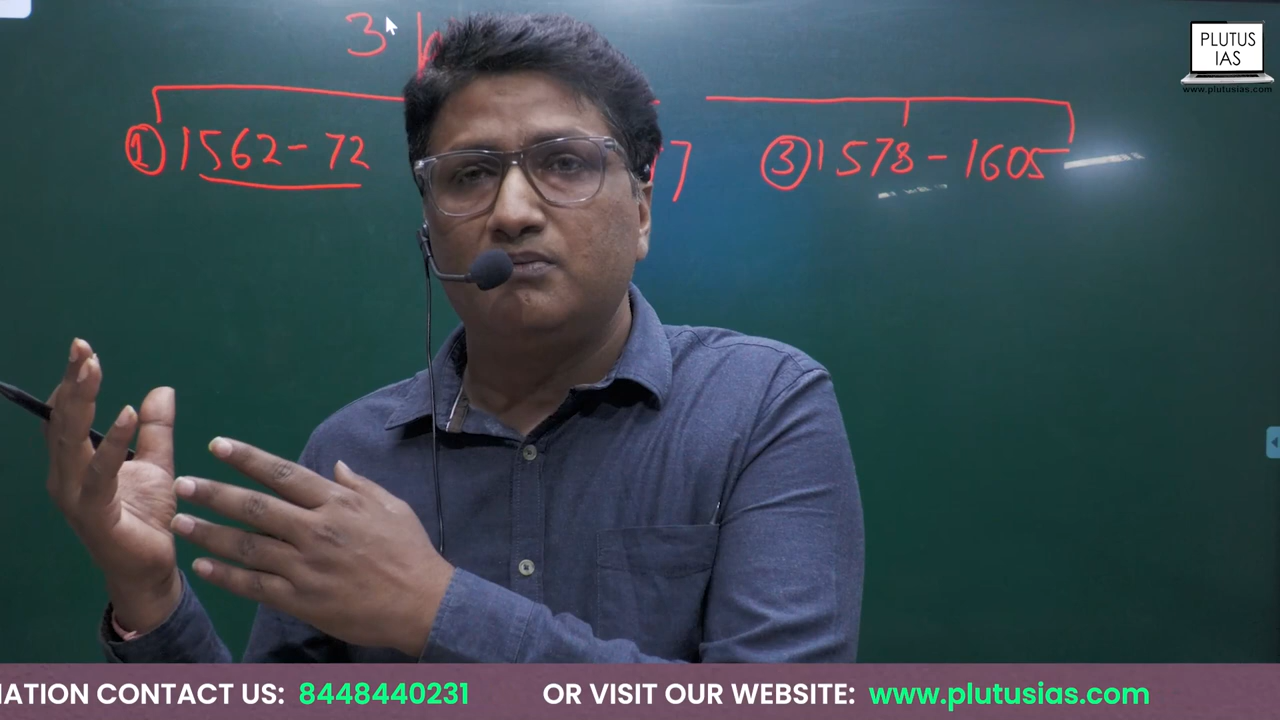 3
PLUTUS
IAS
www.plutusias.com
① 1562-72
7
③ 1578-1605
IATION CONTACT US: 8448440231 OR VISIT OUR WEBSITE: www.plutusias.com